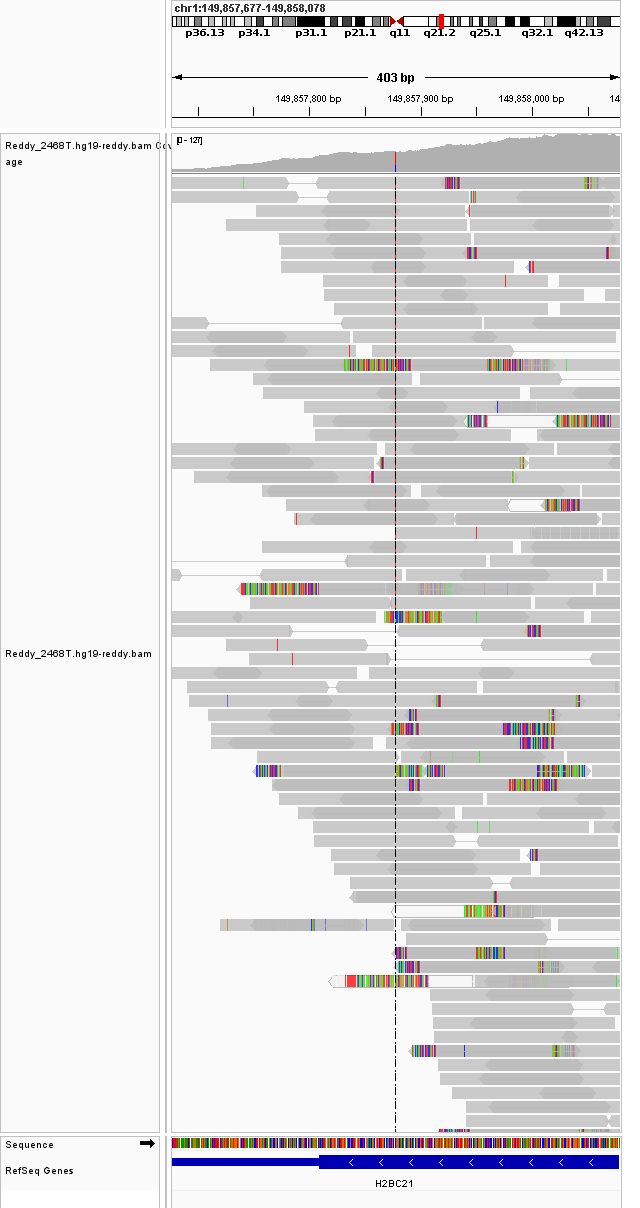 chr1:149,857,677-149,858,078
p36.13 p34.1 p31.1 p21.1 q11 q21.2 q25.1 q32.1 q42.13
403 bp
149,857,800 bp 149,857,900 bp 149,858,000 bp 14
Reddy_2468T.hg19-reddy.bam Cov
age
[0 - 127]
Reddy_2468T.hg19-reddy.bam
Sequence
RefSeq Genes
H2BC21